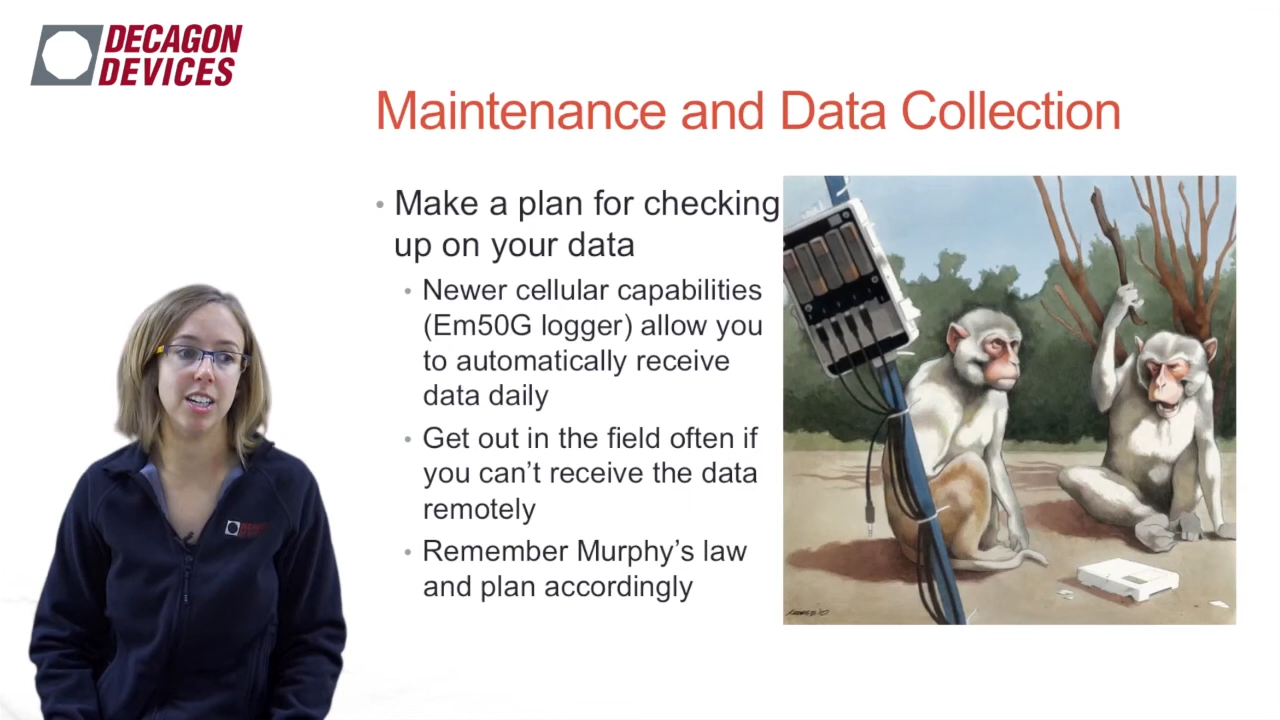 DECAGON
DEVICES
Maintenance and Data Collection
• Make a plan for checking
up on your data
• Newer cellular capabilities
(Em50G logger) allow you
to automatically receive
data daily
• Get out in the field often if
you can’t receive the data
remotely
• Remember Murphy’s law
and plan accordingly
DECAGON
DEVICES